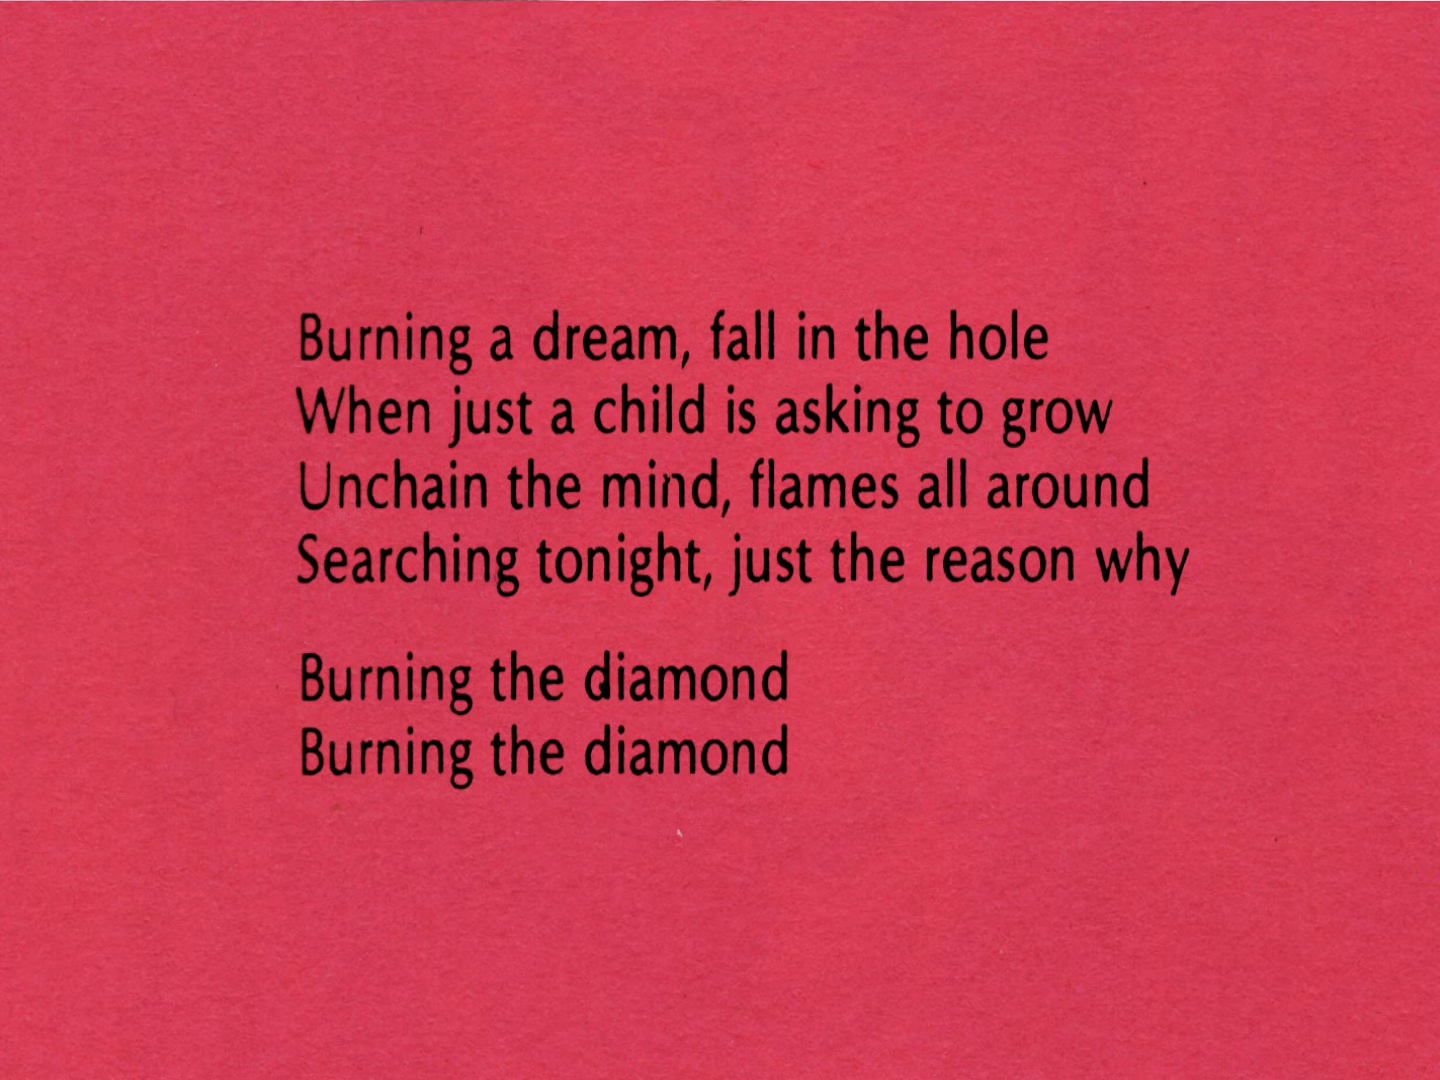 Burning a dream, fall in the hole
When just a child is asking to grow
Unchain the mind, flames all around
Searching tonight, just the reason why
Burning the diamond
Burning the diamond